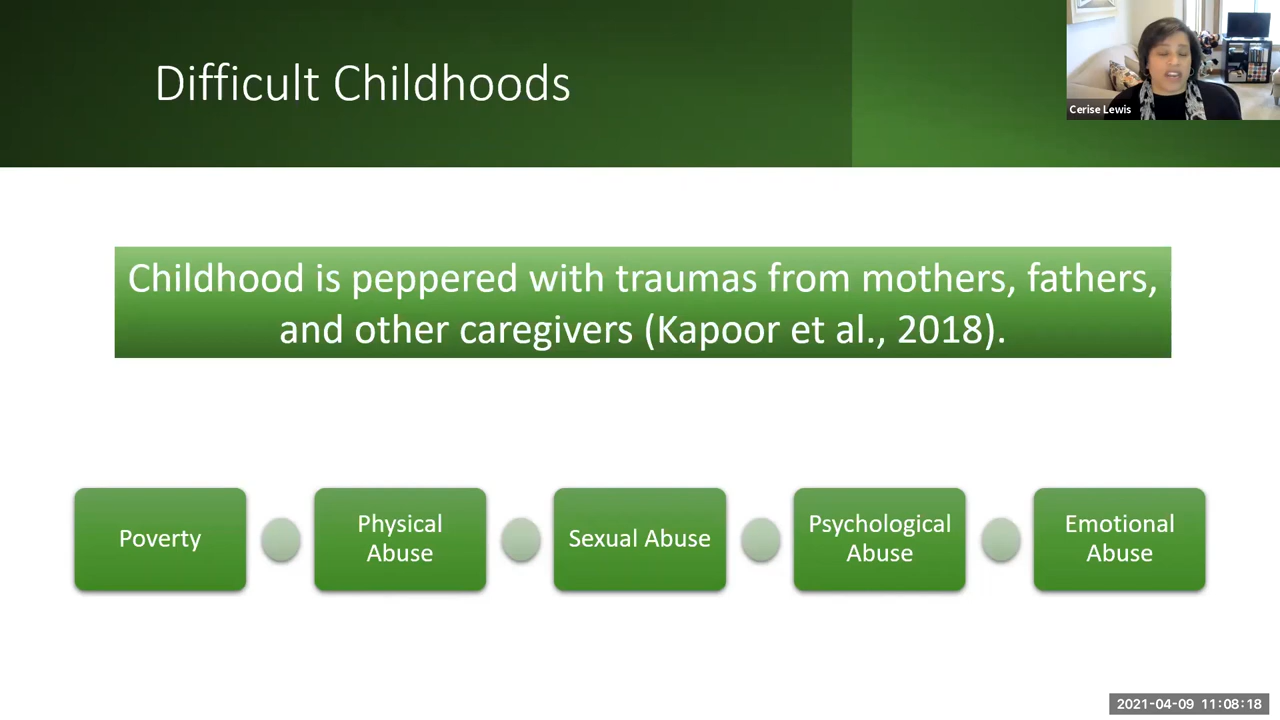 Difficult Childhoods
Cerise Lewis
Childhood is peppered with traumas from mothers, fathers,
and other caregivers (Kapoor et al., 2018).
Poverty
Physical
Abuse
Sexual Abuse
Psychological
Abuse
Emotional
Abuse
2021-04-09 11:08:18